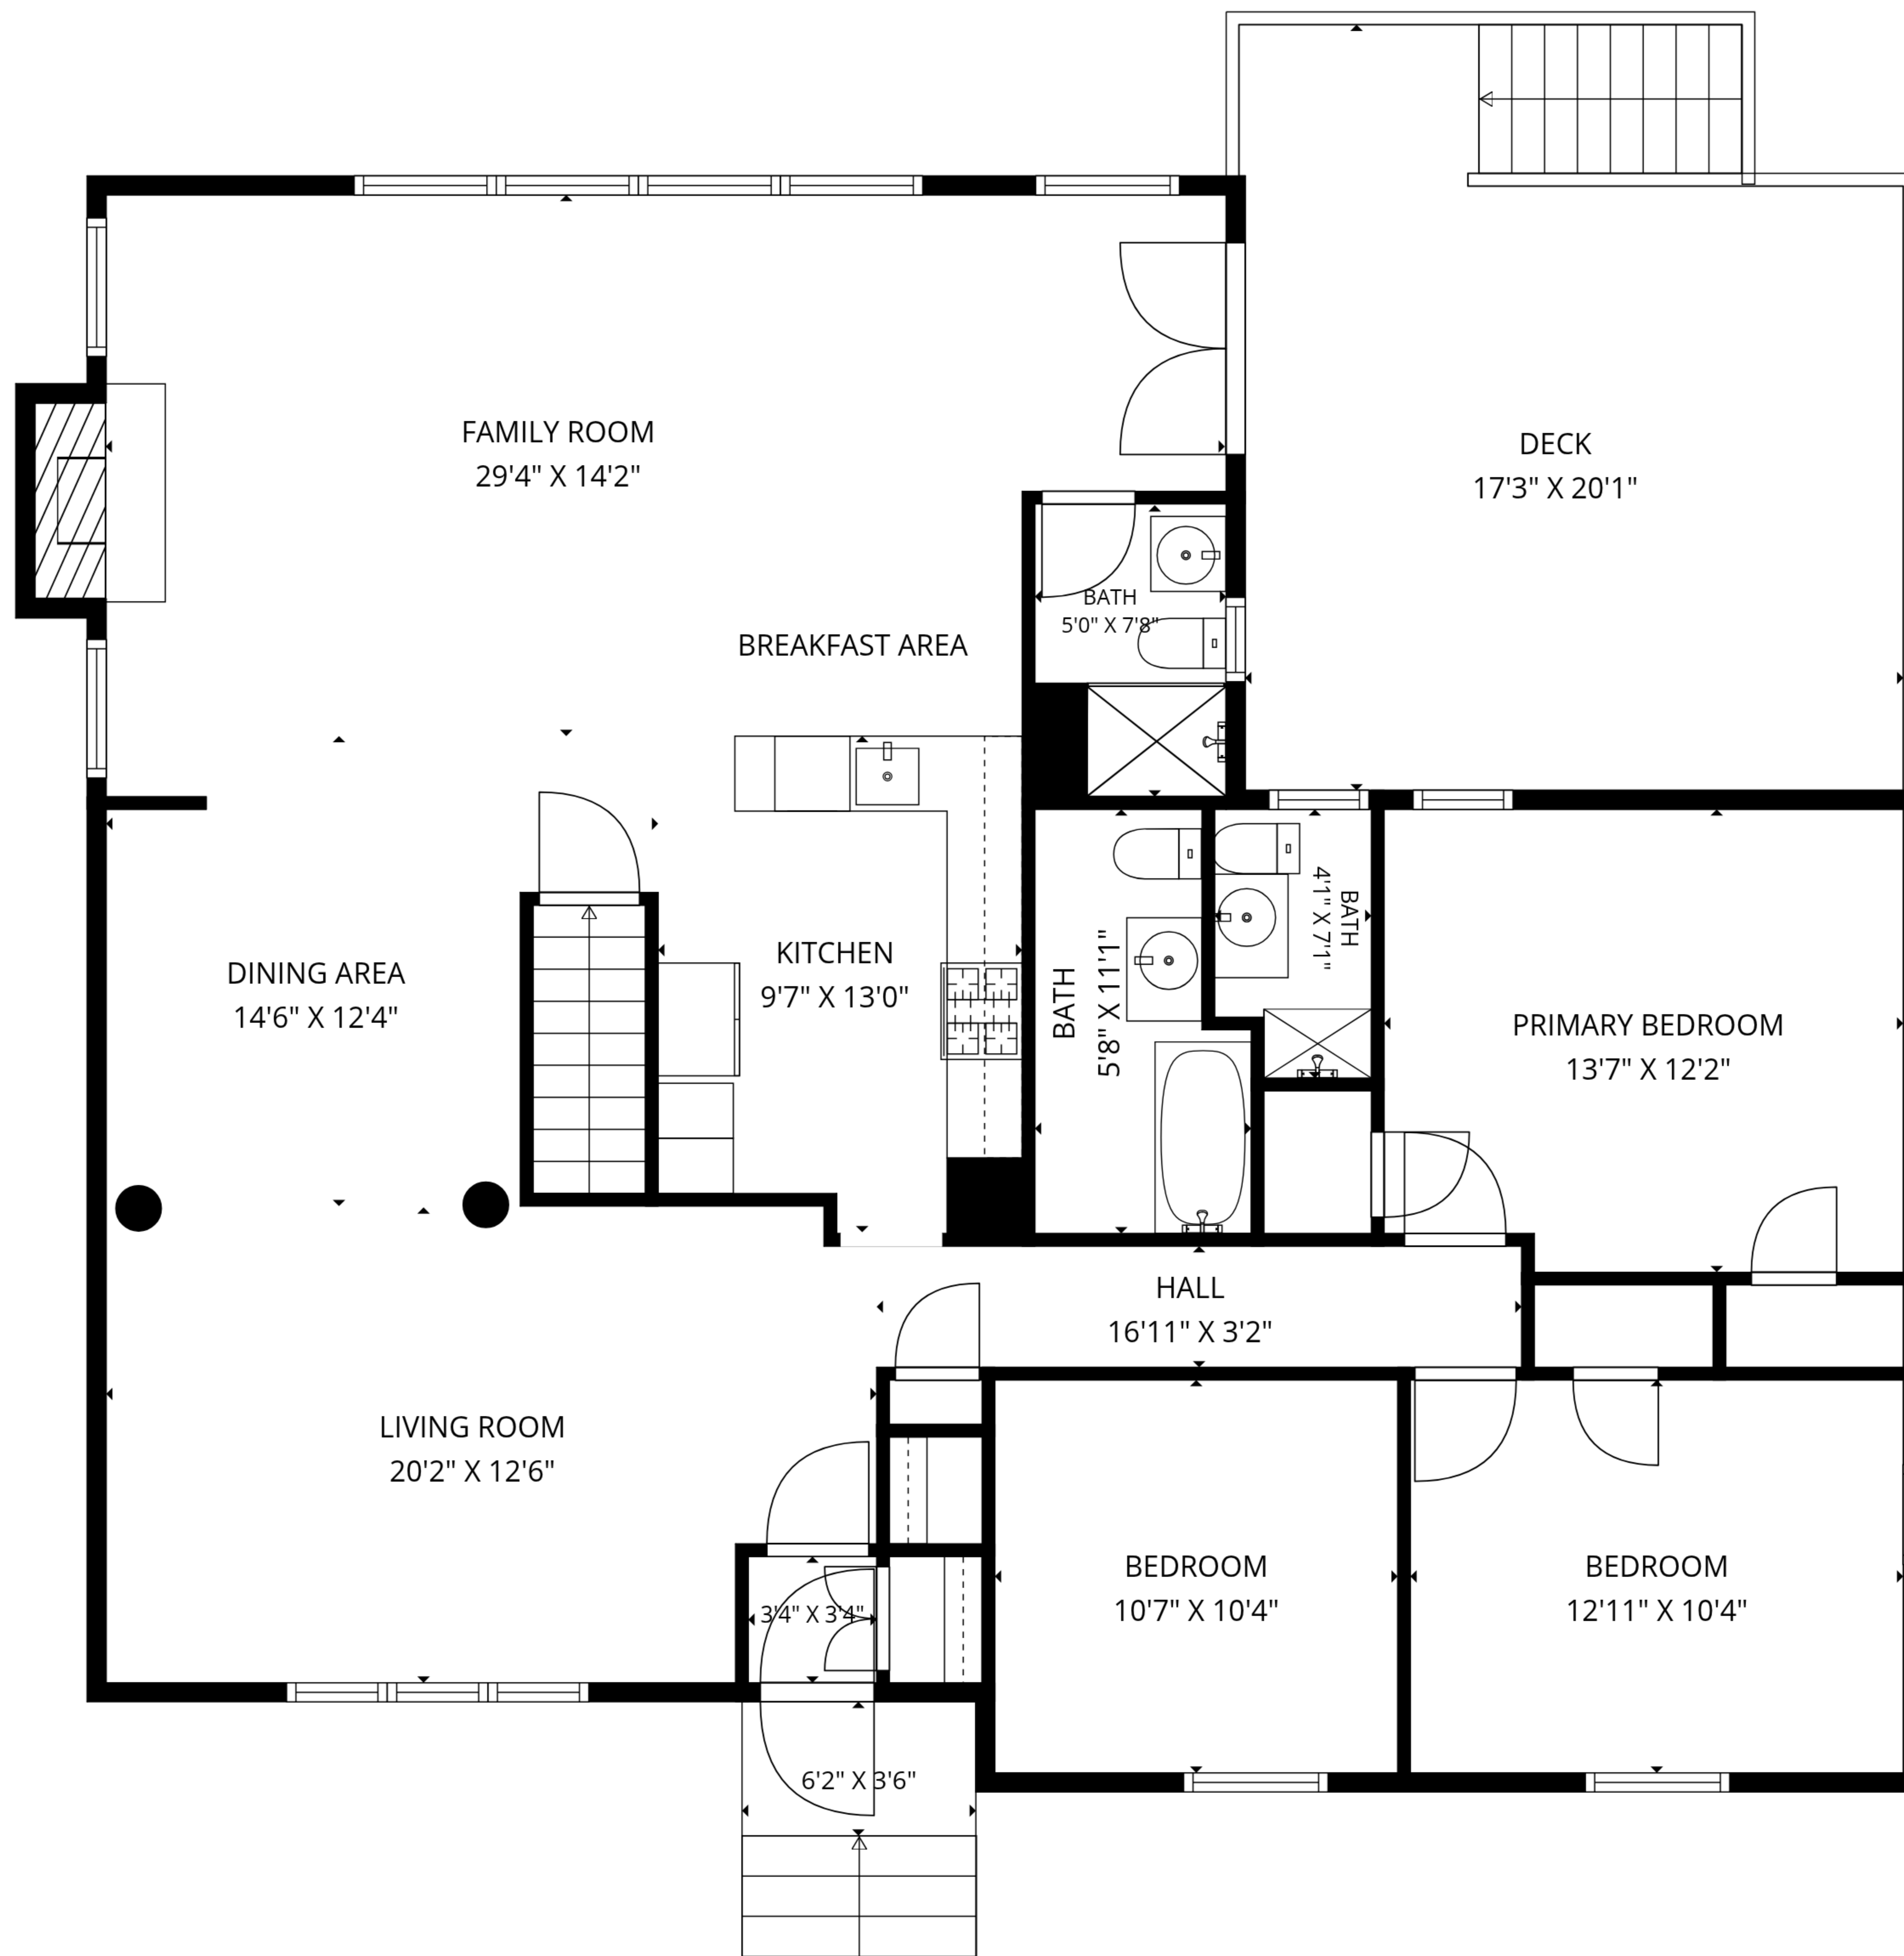 FAMILY ROOM
29'4" X 14'2"
DECK
17'3" X 20'1"
BATH
5'0" X 7'8"
BREAKFAST AREA
BATH
4'1" X 7'1"
KITCHEN
9'7" X 13'0"
BATH
5'8" X 11'1"
DINING AREA
14'6" X 12'4"
PRIMARY BEDROOM
13'7" X 12'2"
HALL
16'11" X 3'2"
LIVING ROOM
20'2" X 12'6"
BEDROOM
10'7" X 10'4"
BEDROOM
12'11" X 10'4"
3'4" X 3'4"
6'2" X 3'6"